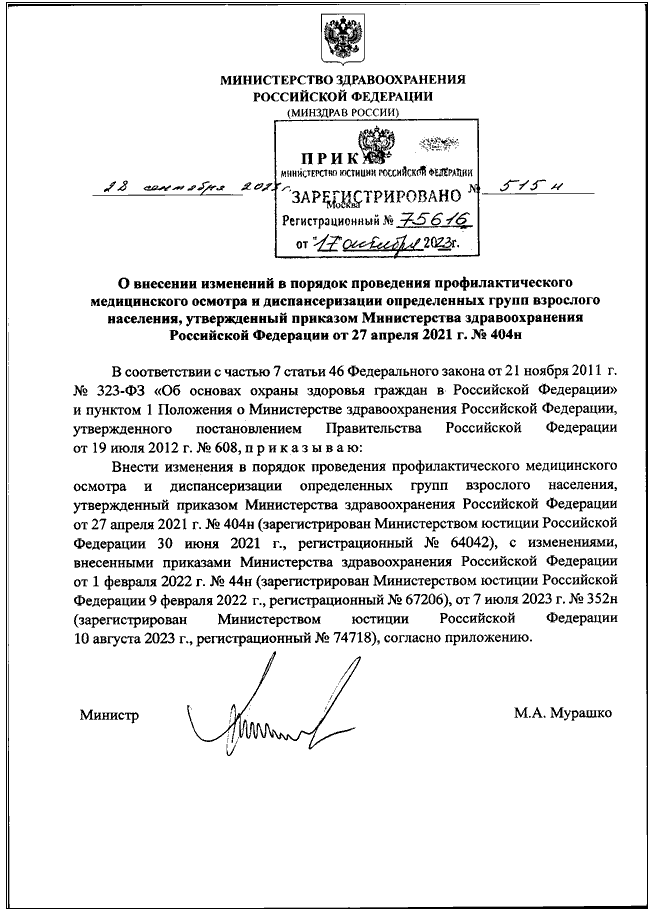 МИНИСТЕРСТВО ЗДРАВООХРАНЕНИЯ
РОССИЙСКОЙ ФЕДЕРАЦИИ
(МИНЗДРАВ РОССИИ)
ПРИКАЗ
МИНИСТЕРСТВО ЮСТИЦИИ РОССИЙСКОЙ ФЕДЕРАЦИИ
28 сентября 2023г. № 515н
ЗАРЕГИСТРИРОВАНО
Москва
Регистрационный № 75616
от "17" октября 2023г.
О внесении изменений в порядок проведения профилактического
медицинского осмотра и диспансеризации определенных групп взрослого
населения, утвержденный приказом Министерства здравоохранения
Российской Федерации от 27 апреля 2021 г. № 404н
В соответствии с частью 7 статьи 46 Федерального закона от 21 ноября 2011 г.
№ 323-ФЗ «Об основах охраны здоровья граждан в Российской Федерации»
и пунктом 1 Положения о Министерстве здравоохранения Российской Федерации,
утвержденного постановлением Правительства Российской Федерации
от 19 июля 2012 г. № 608, п р и к а з ы в а ю:
Внести изменения в порядок проведения профилактического медицинского
осмотра и диспансеризации определенных групп взрослого населения,
утвержденный приказом Министерства здравоохранения Российской Федерации
от 27 апреля 2021 г. № 404н (зарегистрирован Министерством юстиции Российской
Федерации 30 июня 2021 г., регистрационный № 64042), с изменениями,
внесенными приказами Министерства здравоохранения Российской Федерации
от 1 февраля 2022 г. № 44н (зарегистрирован Министерством юстиции Российской
Федерации 9 февраля 2022 г., регистрационный № 67206), от 7 июля 2023 г. № 352н
(зарегистрирован Министерством юстиции Российской Федерации
10 августа 2023 г., регистрационный № 74718), согласно приложению.
Министр М.А. Мурашко